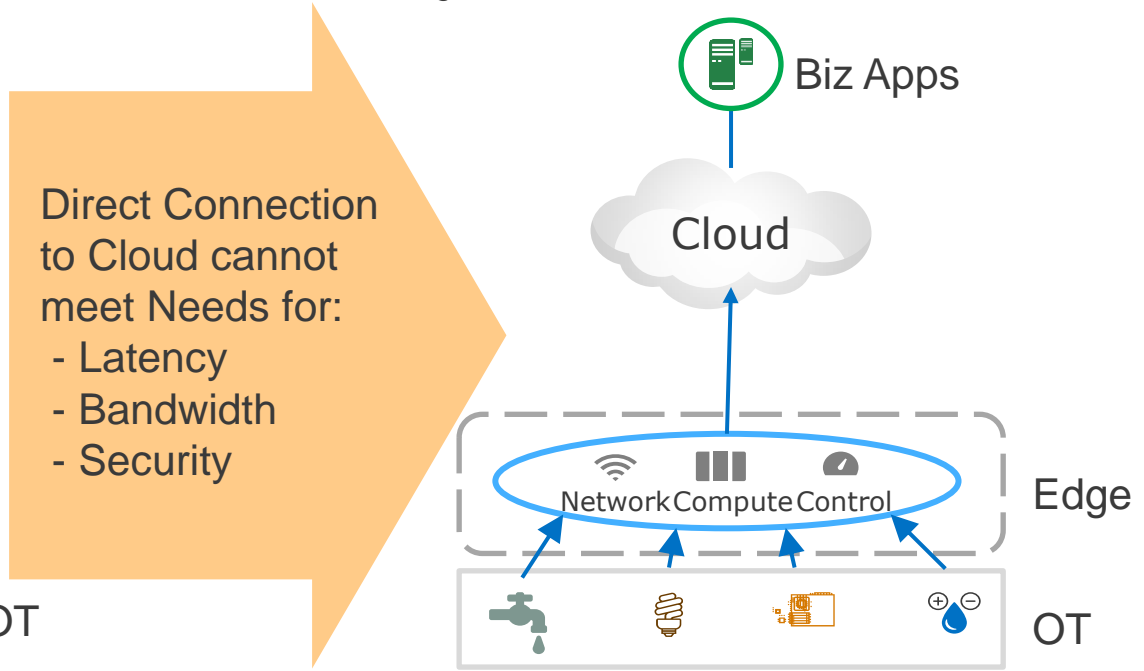 Biz Apps
Direct Connection
to Cloud cannot
meet Needs for:
- Latency
- Bandwidth
- Security
Cloud
Network Compute Control
Edge
OT
OT